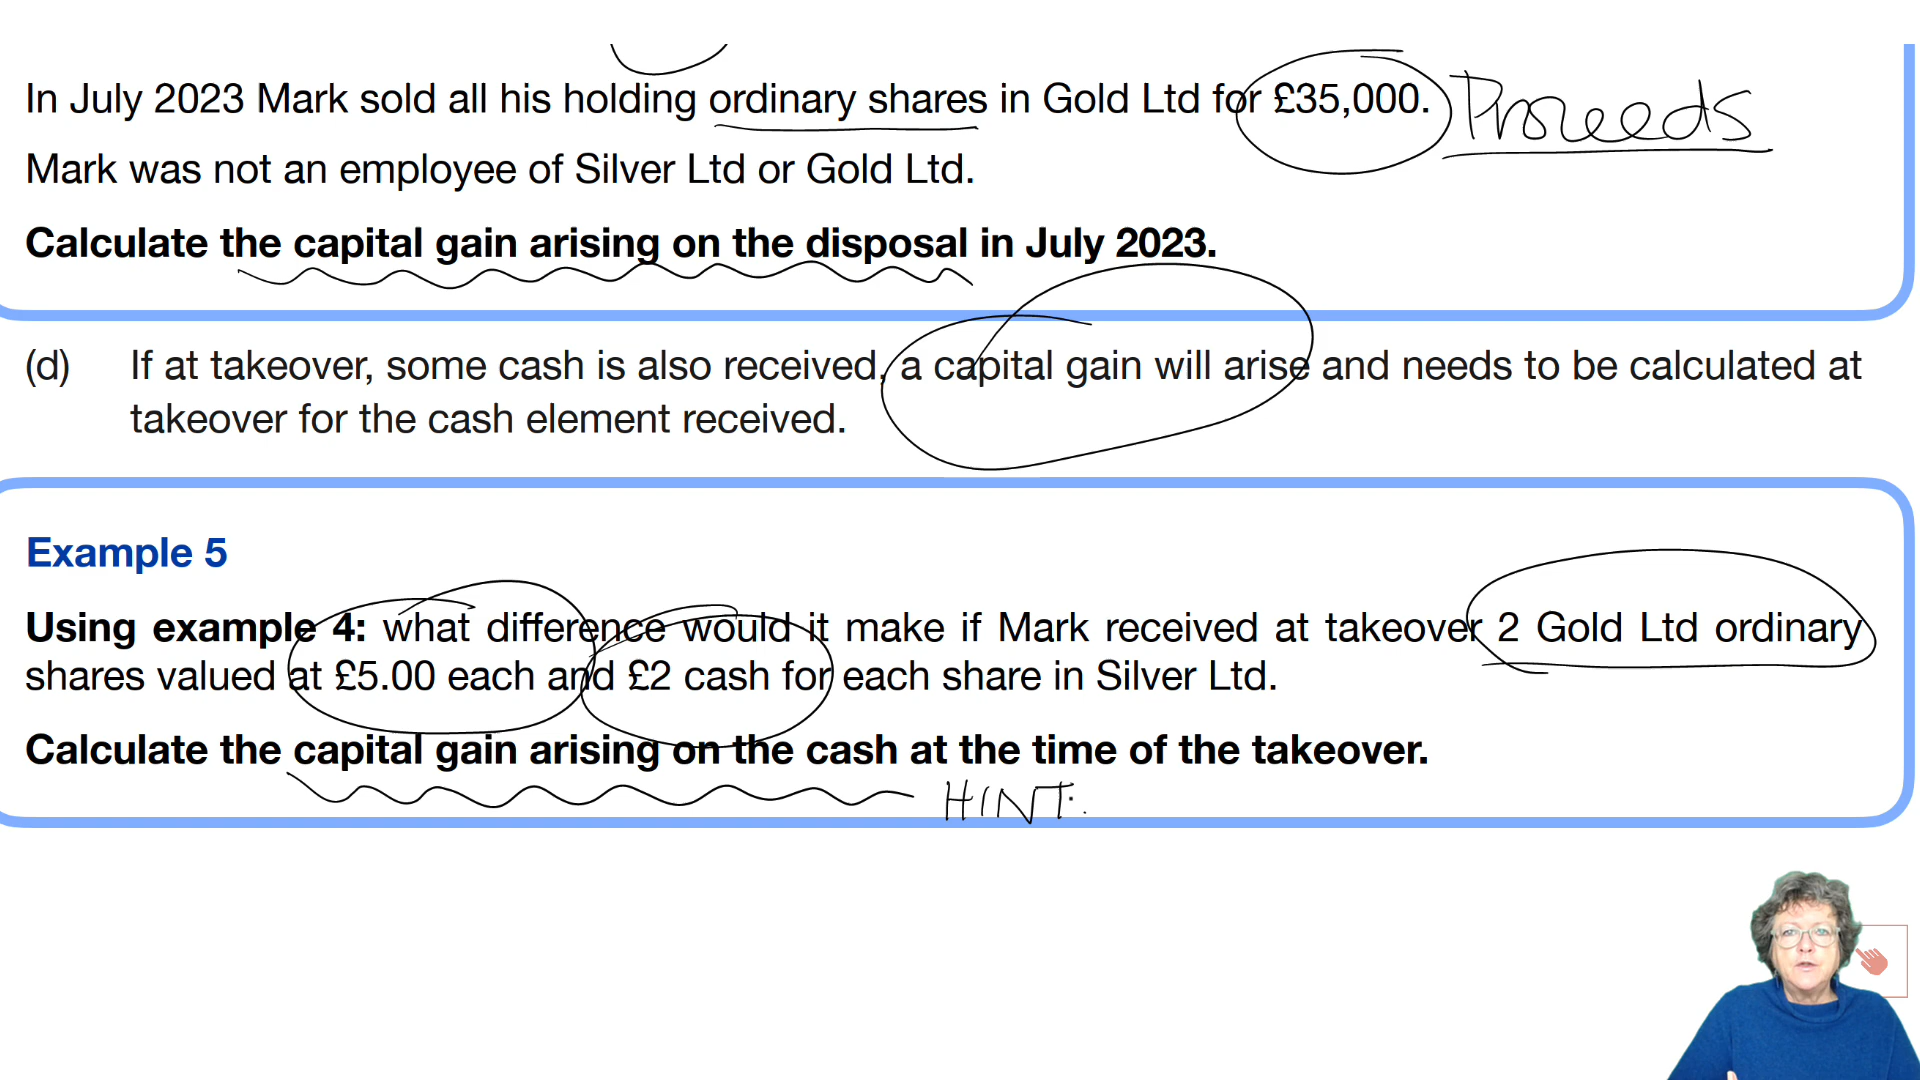 In July 2023 Mark sold all his holding ordinary shares in Gold Ltd for £35,000. Proceeds
Mark was not an employee of Silver Ltd or Gold Ltd.
Calculate the capital gain arising on the disposal in July 2023.
(d) If at takeover, some cash is also received, a capital gain will arise and needs to be calculated at
takeover for the cash element received.
Example 5
Using example 4: what difference would it make if Mark received at takeover 2 Gold Ltd ordinary
shares valued at £5.00 each and £2 cash for each share in Silver Ltd.
Calculate the capital gain arising on the cash at the time of the takeover.
HINT: